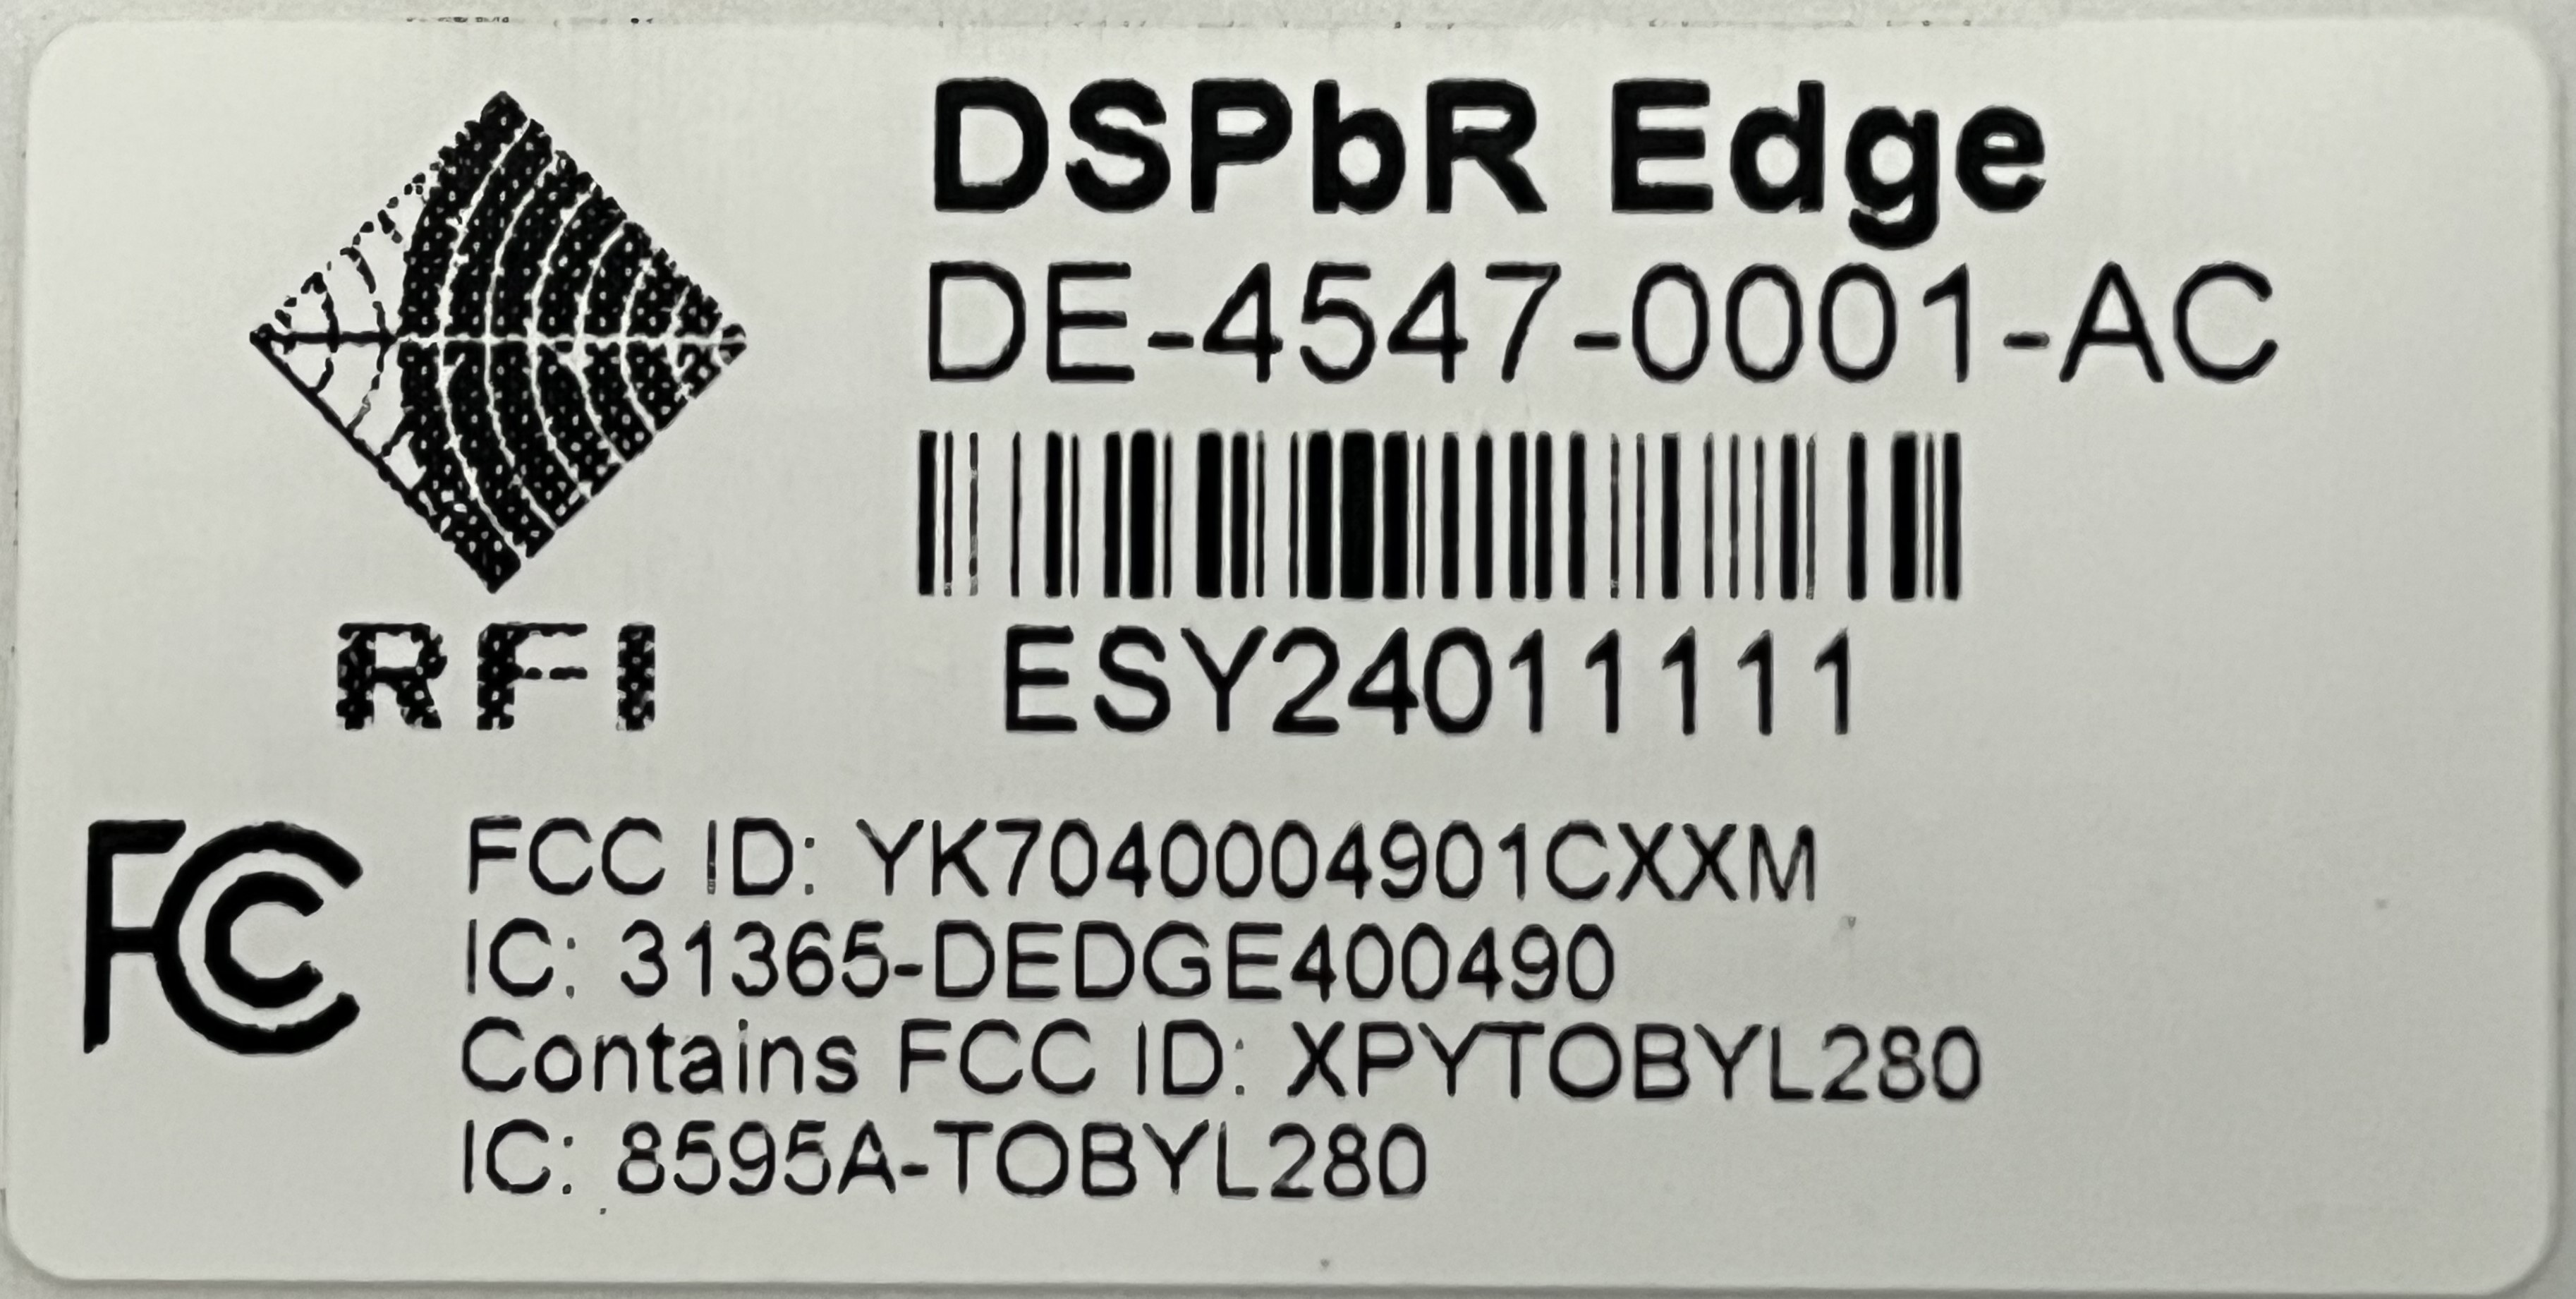 DSPbR Edge
DE-4547-0001-AC
RFI
ESY24011111
FC
FCC ID: YK7040004901CXXM
IC: 31365-DEDGE400490
Contains FCC ID: XPYTOBYL280
IC: 8595A-TOBYL280